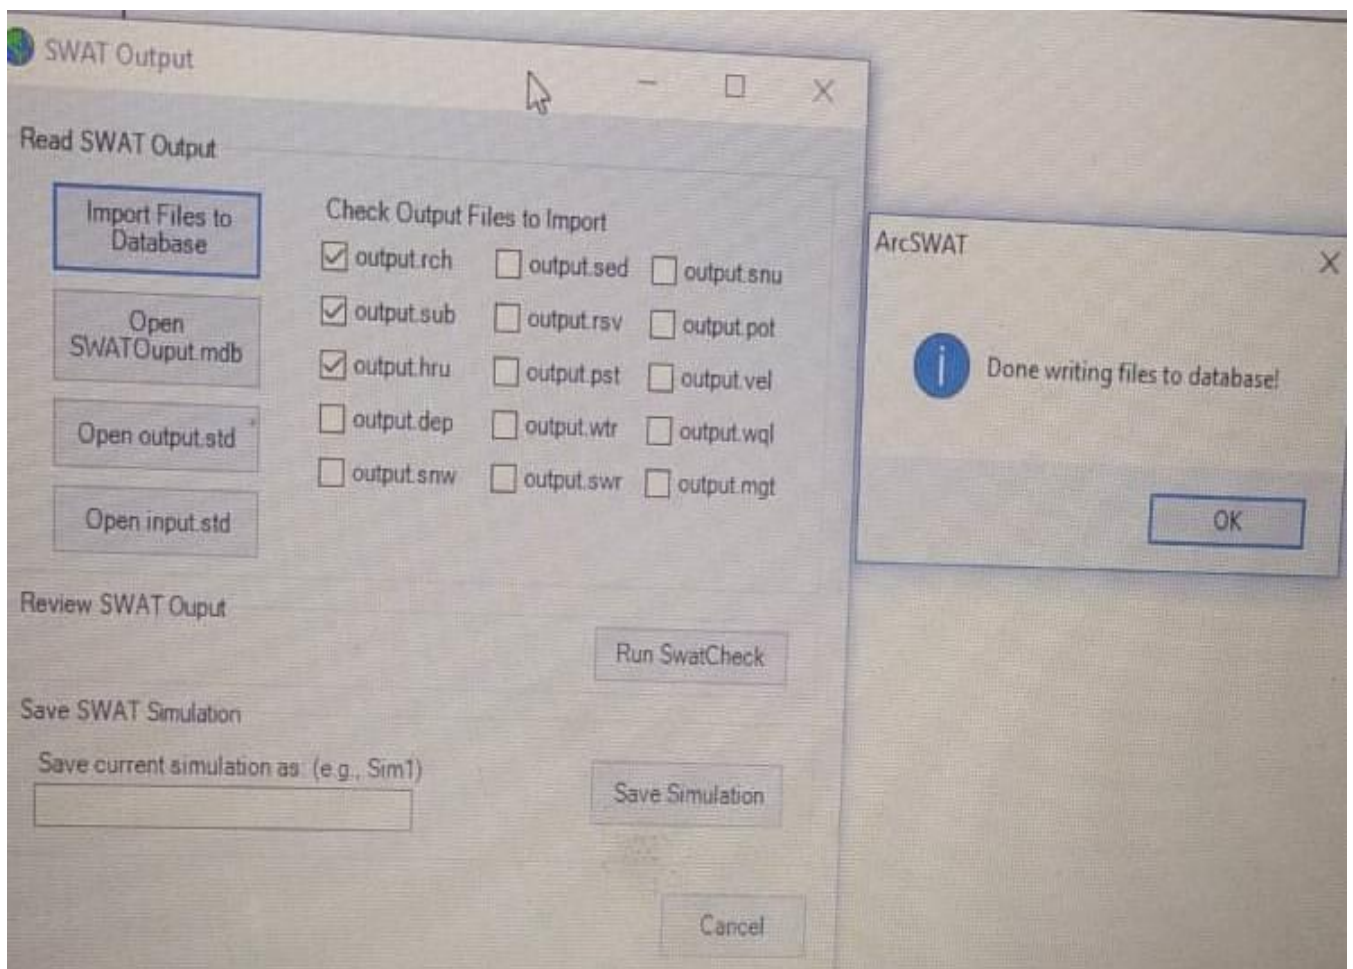 SWAT Output
Read SWAT Output
Import Files to
Database
Open
SWATOuput.mdb
Open output.std
Open input.std
Check Output Files to Import
output.rch
output.sed
output.snu
output.sub
output.rsv
output.pot
output.hru
output.pst
output.vel
output.dep
output.wtr
output.wql
output.snw
output.swr
output.mgt
Review SWAT Ouput
Run SwatCheck
Save SWAT Simulation
Save current simulation as: (e.g., Sim1)
Save Simulation
Cancel
ArcSWAT
Done writing files to database!
OK